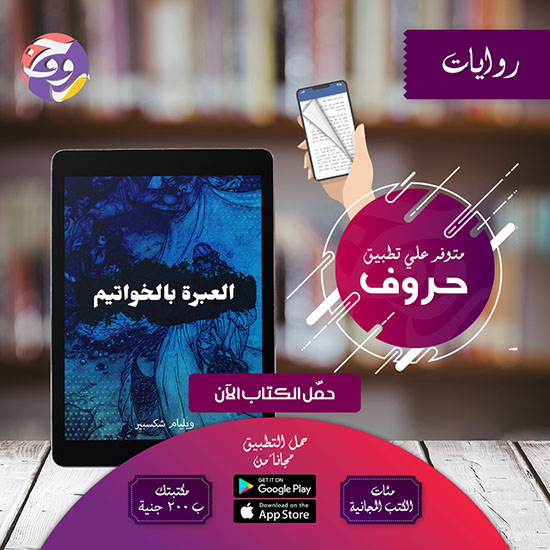 روايات
متوفر علي تطبيق
حروف
العبرة بالخواتيم
ويليام شكسبير
حمّل الكتاب الآن
حمل التطبيق
مجاناً من
مئات
الكتب المجانية
GET IT ON
Google Play
Download on the
App Store
مكتبتك
ب ٢٠٠ جنية